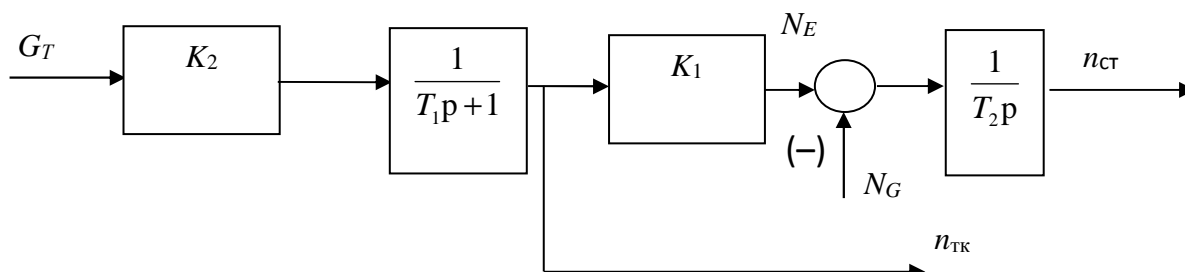 G_T
K_2
1
T_1p + 1
K_1
N_E
(−)
N_G
1
T_2p
n_ст
n_тк